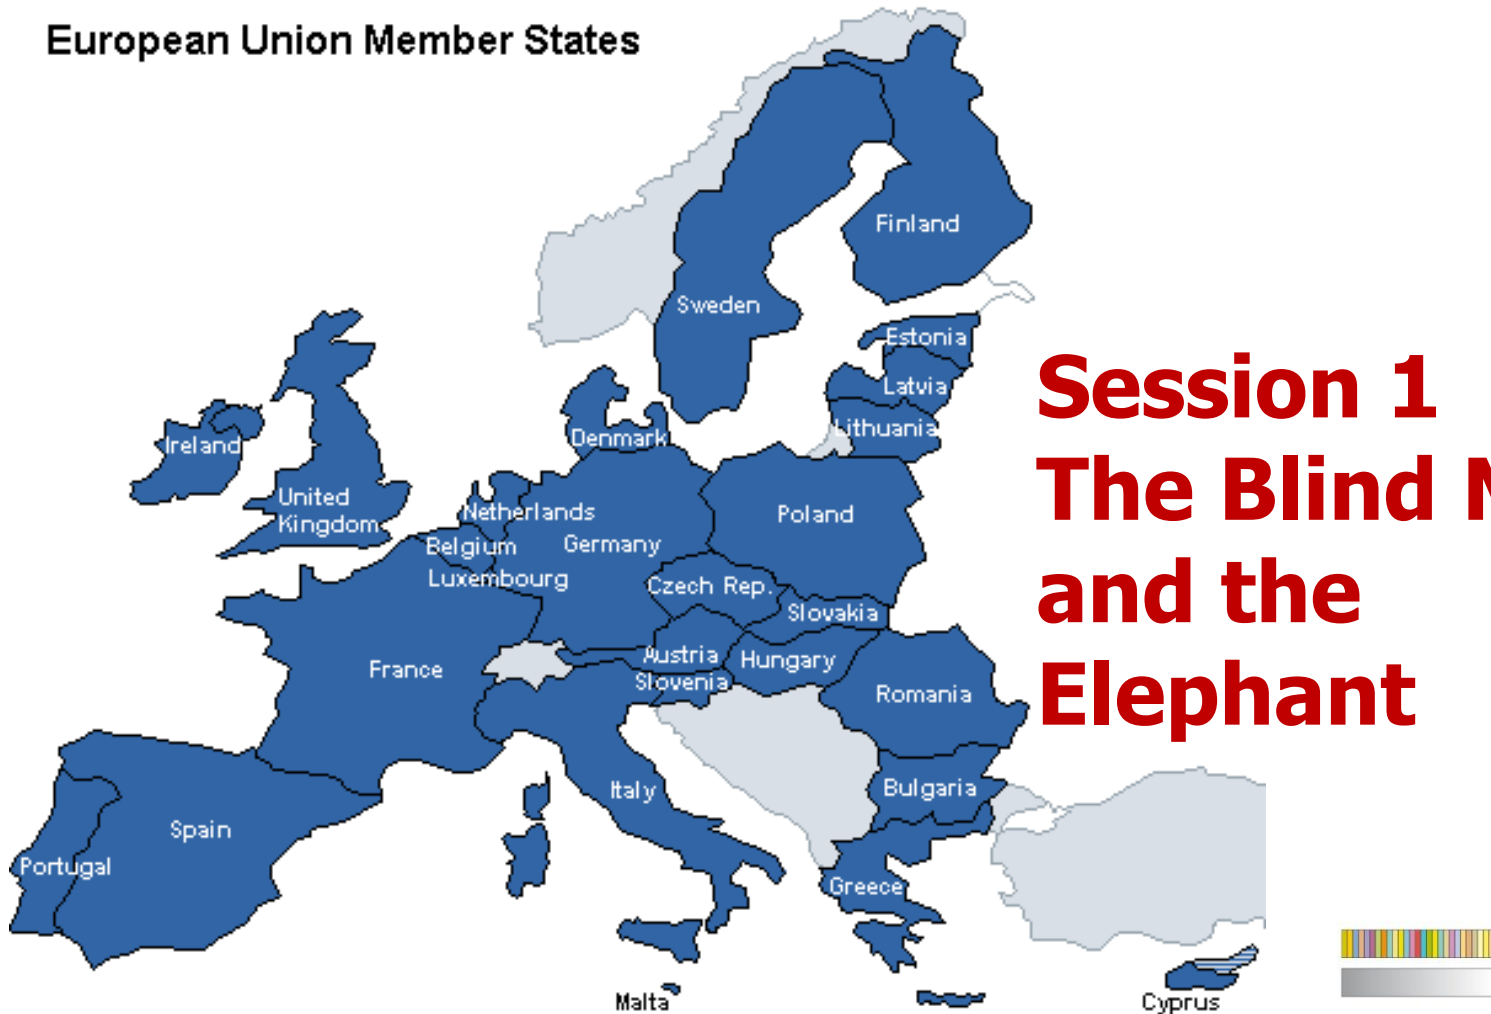 European Union Member States
Finland
Sweden
Estonia
Latvia
Lithuania
Denmark
Ireland
United
Kingdom
Netherlands
Belgium
Germany
Luxembourg
Poland
Czech Rep.
Slovakia
Austria
Hungary
Slovenia
France
Romania
Italy
Bulgaria
Spain
Portugal
Greece
Malta
Cyprus
Session 1
The Blind
and the
Elephant